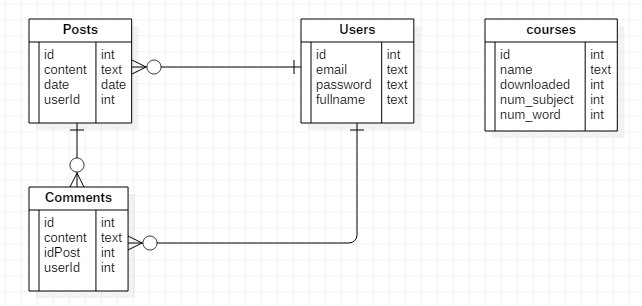 Posts
id int
content text
date date
userId int
Users
id int
email text
password text
fullname text
courses
id int
name text
downloaded int
num_subject int
num_word int
Comments
id int
content text
idPost int
userId int